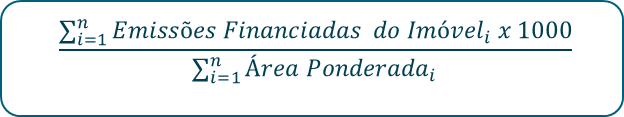 ∑ⁿᵢ₌₁ Emissões Financiadas do Imóvelᵢ x 1000
∑ⁿᵢ₌₁ Área Ponderadaᵢ